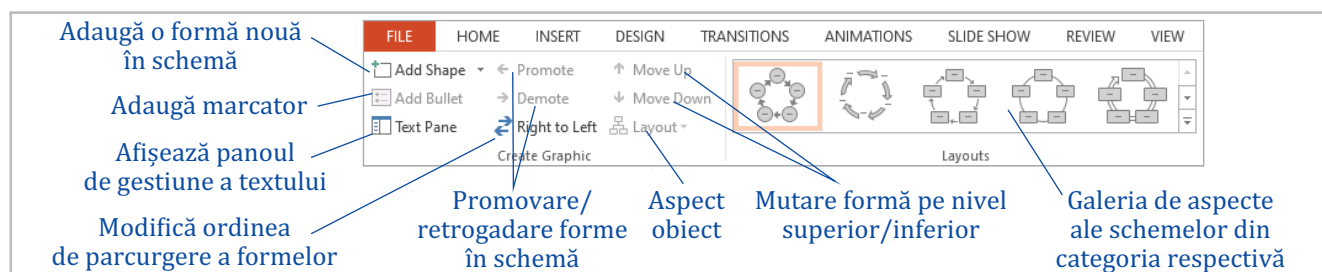 Adaugă o formă nouă
în schemă
Adaugă marcator
Afișează panoul
de gestiune a textului
Modifică ordinea
de parcurgere a formelor
FILE HOME INSERT DESIGN TRANSITIONS ANIMATIONS SLIDE SHOW REVIEW VIEW
Add Shape Promote Move Up
Add Bullet Demote Move Down
Text Pane Right to Left Layout
Create Graphic Layouts
Promovare/
retrogadare forme
în schemă
Aspect
obiect
Mutare formă pe nivel
superior/inferior
Galeria de aspecte
ale schemelor din
categoria respectivă